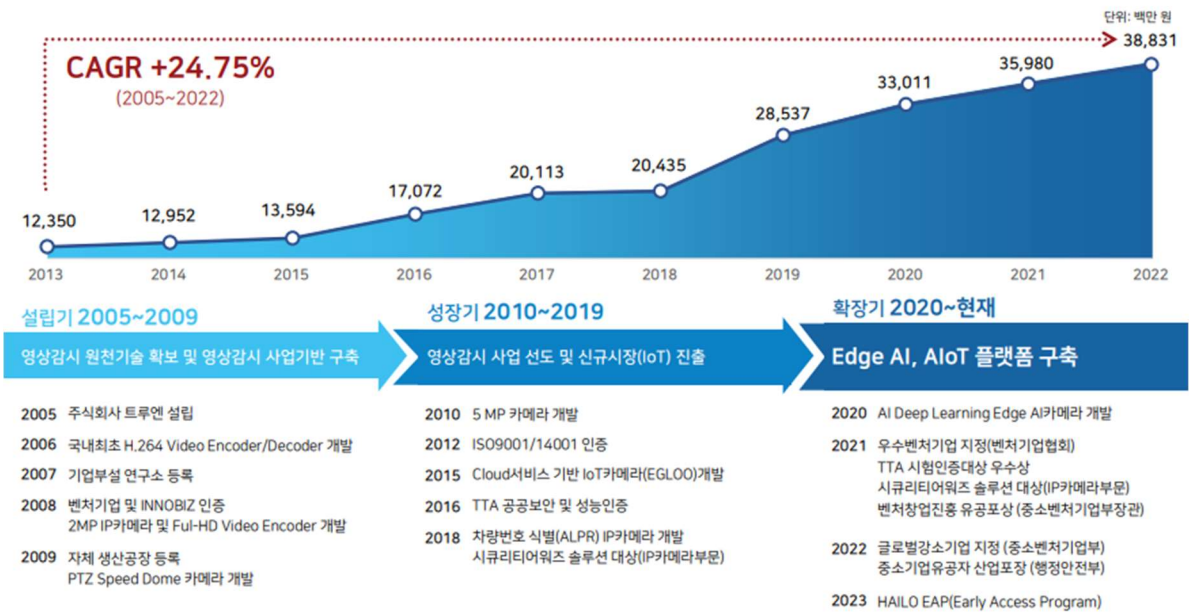 단위: 백만 원
CAGR +24.75%
(2005~2022)
12,350
12,952
13,594
17,072
20,113
20,435
28,537
33,011
35,980
38,831
2013
2014
2015
2016
2017
2018
2019
2020
2021
2022
설립기 2005~2009
영상감시 원천기술 확보 및 영상감시 사업기반 구축
2005 주식회사 트루엔 설립
2006 국내최초 H.264 Video Encoder/Decoder 개발
2007 기업부설 연구소 등록
2008 벤처기업 및 INNOBIZ 인증
2MP IP카메라 및 Ful-HD Video Encoder 개발
2009 자체 생산공장 등록
PTZ Speed Dome 카메라 개발
성장기 2010~2019
영상감시 사업 선도 및 신규시장(IoT) 진출
2010 5 MP 카메라 개발
2012 ISO9001/14001 인증
2015 Cloud서비스 기반 IoT카메라(EGLOO)개발
2016 TTA 공공보안 및 성능인증
2018 차량번호 식별(ALPR) IP카메라 개발
시큐리티어워즈 솔루션 대상(IP카메라부문)
확장기 2020~현재
Edge AI, AIoT 플랫폼 구축
2020 AI Deep Learning Edge AI카메라 개발
2021 우수벤처기업 지정(벤처기업협회)
TTA 시험인증대상 우수상
시큐리티어워즈 솔루션 대상(IP카메라부문)
벤처창업진흥 유공포상 (중소벤처기업부장관)
2022 글로벌강소기업 지정 (중소벤처기업부)
중소기업유공자 산업포장 (행정안전부)
2023 HAILO EAP(Early Access Program)